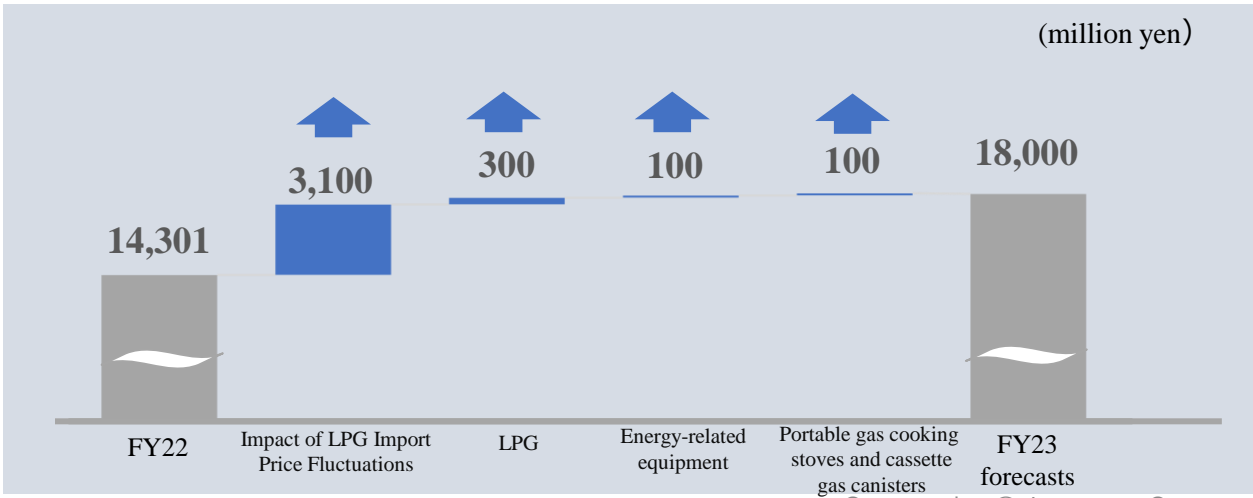 (million yen)
14,301
3,100
300
100
100
18,000
FY22
Impact of LPG Import
Price Fluctuations
LPG
Energy-related
equipment
Portable gas cooking
stoves and cassette
gas canisters
FY23
forecasts